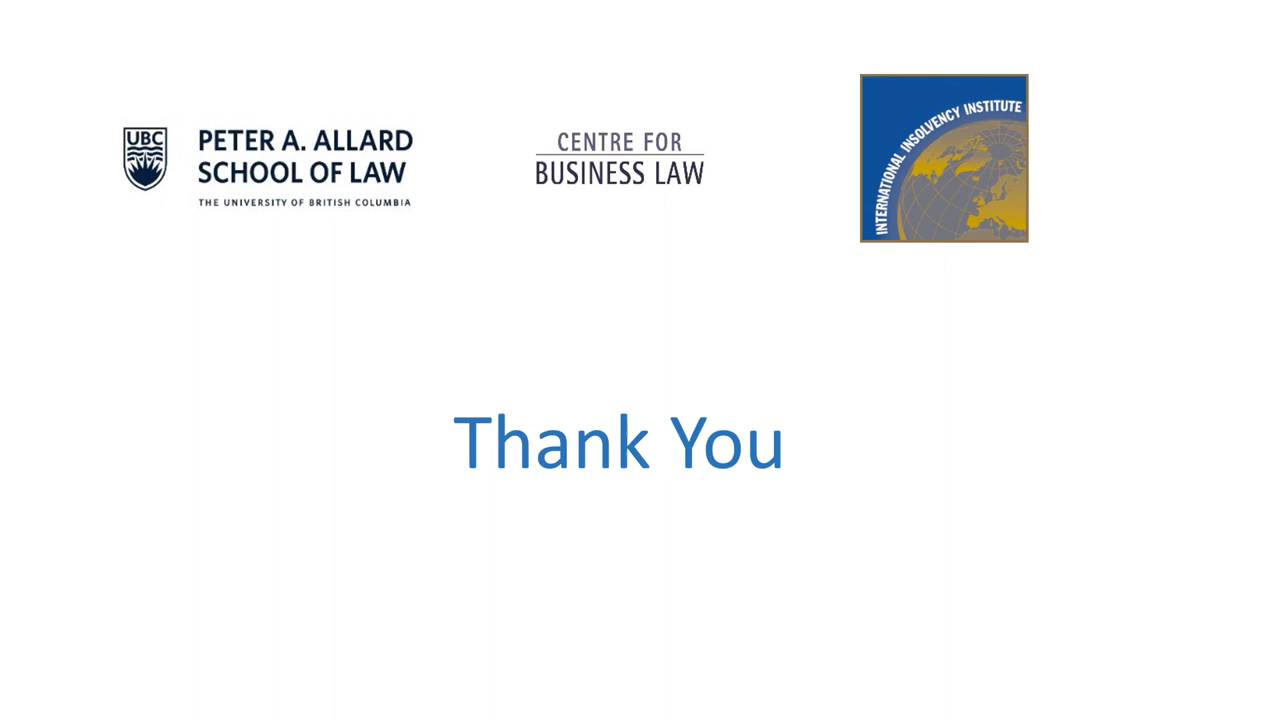 UBC
PETER A. ALLARD
SCHOOL OF LAW
THE UNIVERSITY OF BRITISH COLUMBIA
CENTRE FOR
BUSINESS LAW
INTERNATIONAL INSOLVENCY INSTITUTE
Thank You